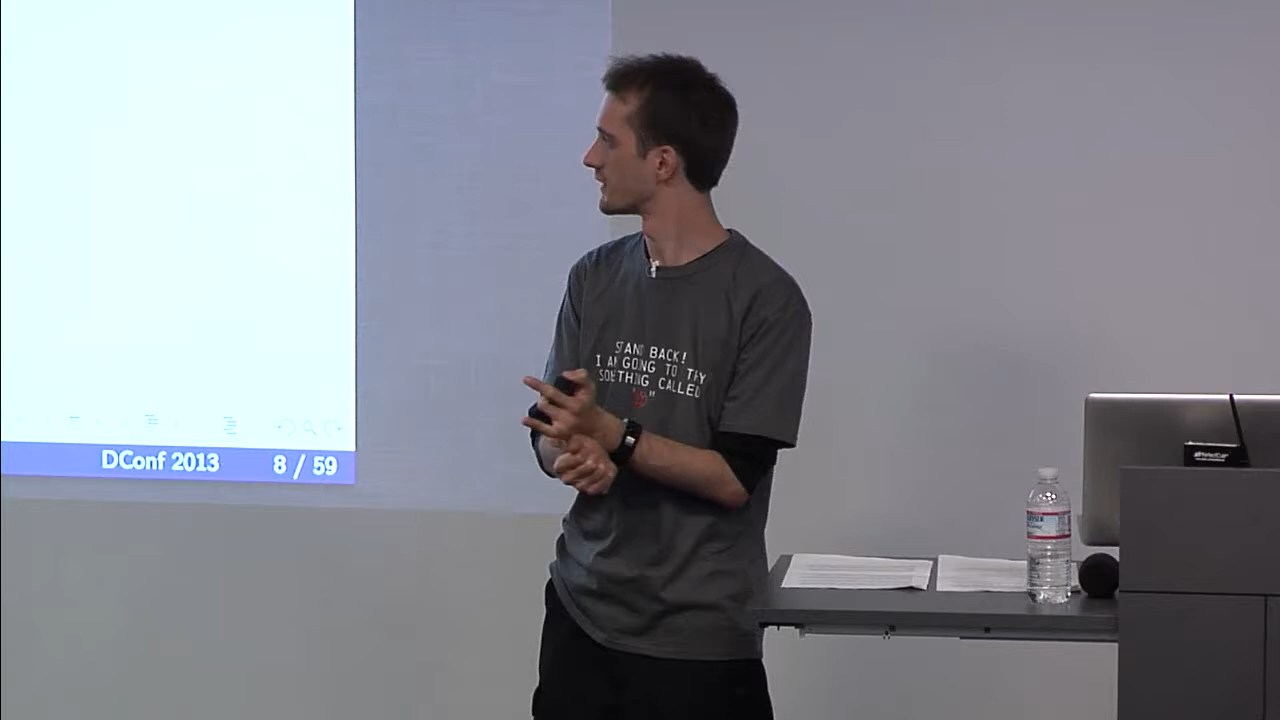 DConf 2013 8 / 59
STAND BACK!
I AM GOING TO TRY
SOMETHING CALLED